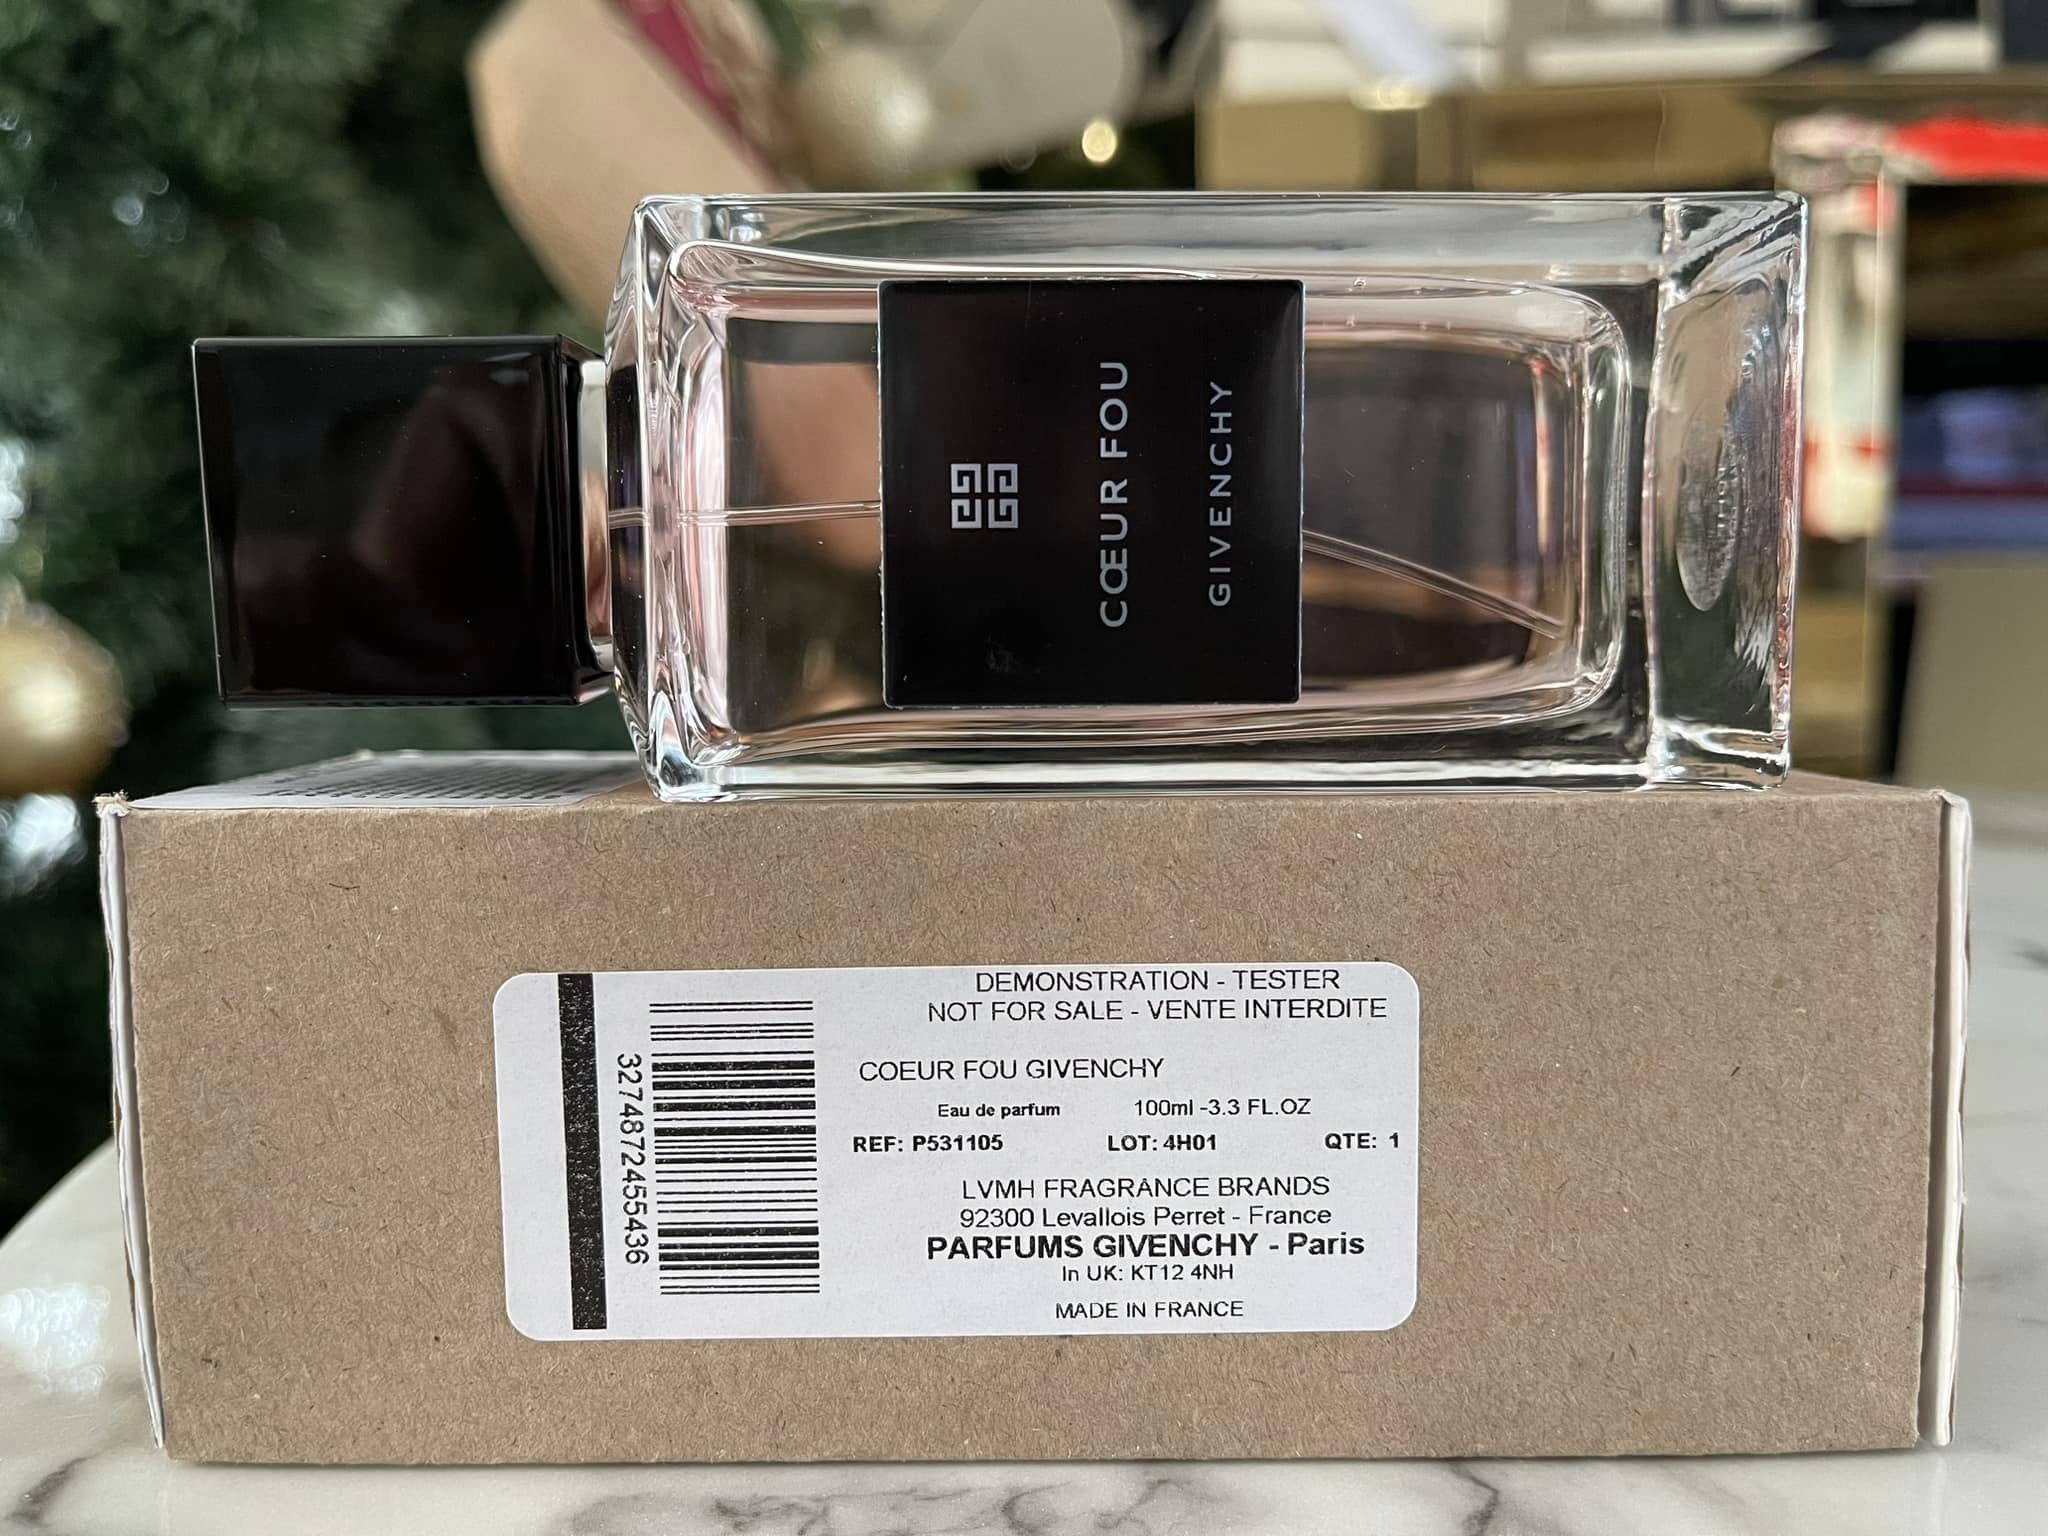 CŒUR FOU
GIVENCHY
3274872455436
DEMONSTRATION - TESTER
NOT FOR SALE - VENTE INTERDITE
COEUR FOU GIVENCHY
Eau de parfum 100ml -3.3 FL.OZ
REF: P531105 LOT: 4H01 QTE: 1
LVMH FRAGRANCE BRANDS
92300 Levallois Perret - France
PARFUMS GIVENCHY - Paris
In UK: KT12 4NH
MADE IN FRANCE